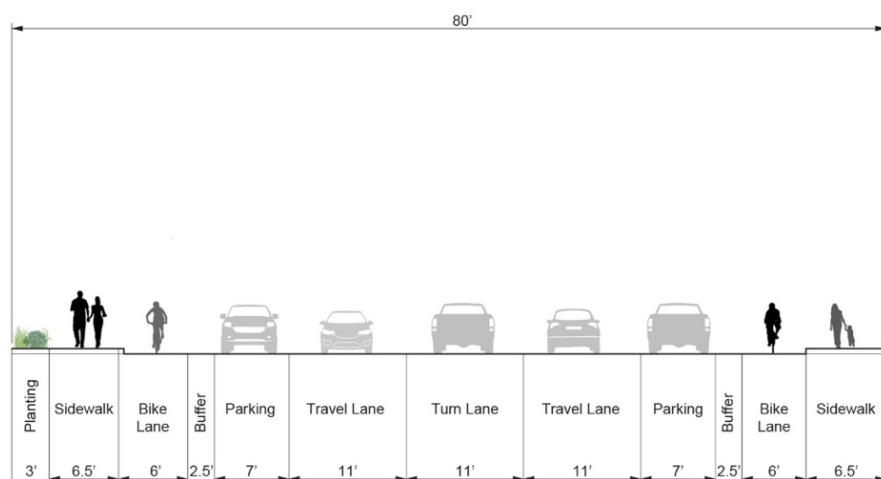 80'
Planting
Sidewalk
Bike
Lane
Buffer
Parking
Travel Lane
Turn Lane
Travel Lane
Parking
Buffer
Bike
Lane
Sidewalk
3'
6.5'
6'
2.5'
7'
11'
11'
11'
7'
2.5'
6'
6.5'